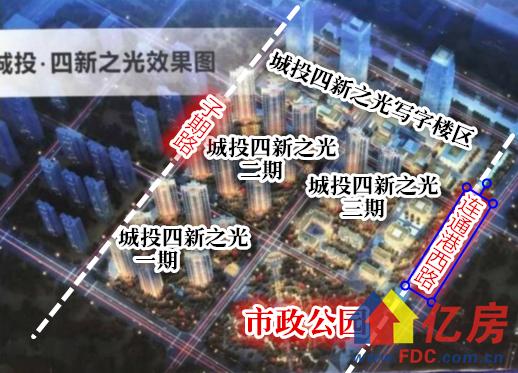 城投·四新之光效果图
城投四新之光写字楼区
子期路
城投四新之光
二期
城投四新之光
三期
连通港西路
城投四新之光
一期
市政公园
亿房
FDC.com.cn